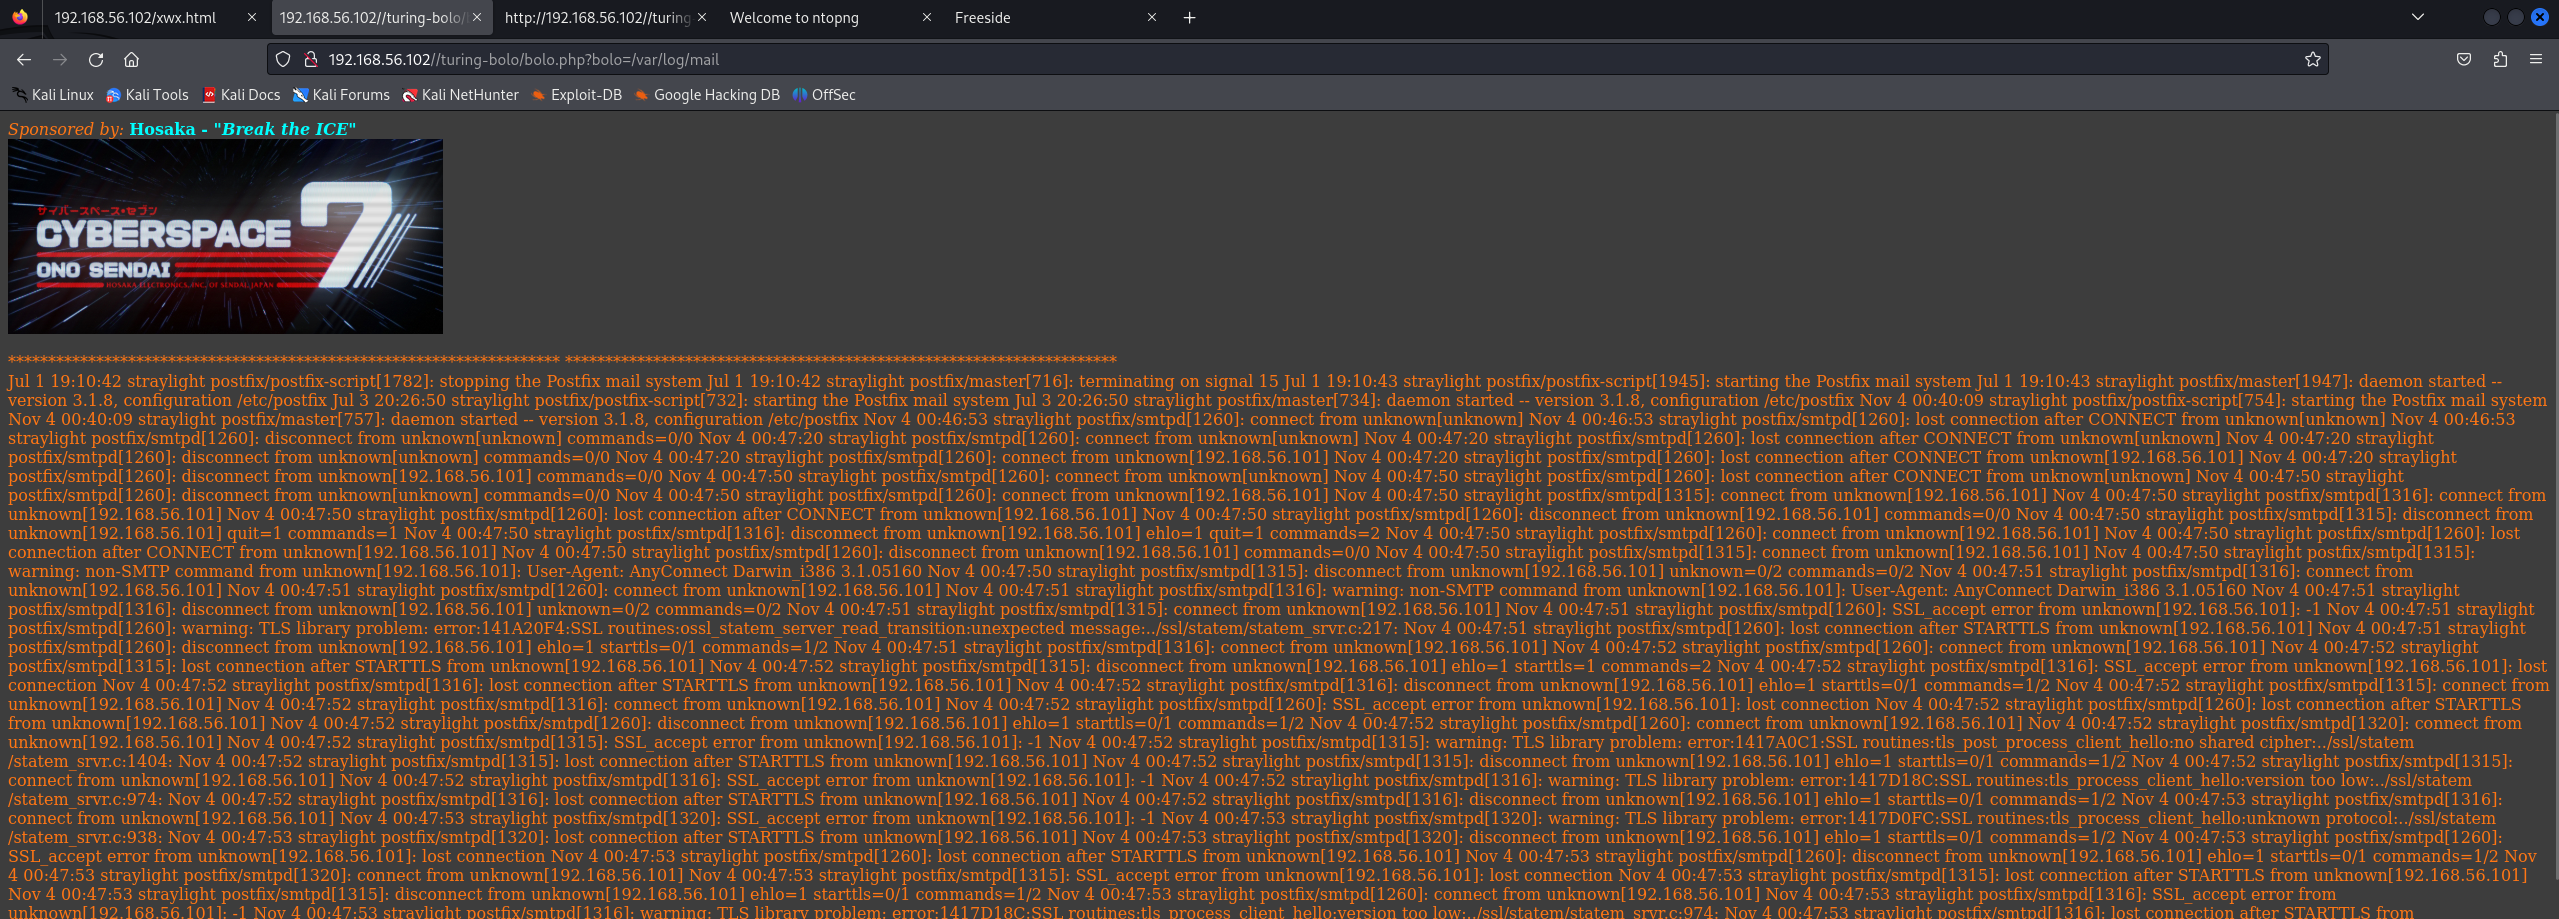 192.168.56.102/xwx.html
192.168.56.102//turing-bolo/
http://192.168.56.102//turing
Welcome to ntopng
Freeside
192.168.56.102//turing-bolo/bolo.php?bolo=/var/log/mail
Kali Linux
Kali Tools
Kali Docs
Kali Forums
Kali NetHunter
Exploit-DB
Google Hacking DB
OffSec
Sponsored by: Hosaka - "Break the ICE"
サイバースペース・セブン
CYBERSPACE 7
ONO SENDAI
HOSAKA ELECTRONICS, INC. OF SENDAI, JAPAN
********************************************************************* *********************************************************************
Jul 1 19:10:42 straylight postfix/postfix-script[1782]: stopping the Postfix mail system Jul 1 19:10:42 straylight postfix/master[716]: terminating on signal 15 Jul 1 19:10:43 straylight postfix/postfix-script[1945]: starting the Postfix mail system Jul 1 19:10:43 straylight postfix/master[1947]: daemon started --
version 3.1.8, configuration /etc/postfix Jul 3 20:26:50 straylight postfix/postfix-script[732]: starting the Postfix mail system Jul 3 20:26:50 straylight postfix/master[734]: daemon started -- version 3.1.8, configuration /etc/postfix Nov 4 00:40:09 straylight postfix/postfix-script[754]: starting the Postfix mail system
Nov 4 00:40:09 straylight postfix/master[757]: daemon started -- version 3.1.8, configuration /etc/postfix Nov 4 00:46:53 straylight postfix/smtpd[1260]: connect from unknown[unknown] Nov 4 00:46:53 straylight postfix/smtpd[1260]: lost connection after CONNECT from unknown[unknown] Nov 4 00:46:53
straylight postfix/smtpd[1260]: disconnect from unknown[unknown] commands=0/0 Nov 4 00:47:20 straylight postfix/smtpd[1260]: connect from unknown[unknown] Nov 4 00:47:20 straylight postfix/smtpd[1260]: lost connection after CONNECT from unknown[unknown] Nov 4 00:47:20 straylight
postfix/smtpd[1260]: disconnect from unknown[unknown] commands=0/0 Nov 4 00:47:20 straylight postfix/smtpd[1260]: connect from unknown[192.168.56.101] Nov 4 00:47:20 straylight postfix/smtpd[1260]: lost connection after CONNECT from unknown[192.168.56.101] Nov 4 00:47:20 straylight
postfix/smtpd[1260]: disconnect from unknown[192.168.56.101] commands=0/0 Nov 4 00:47:50 straylight postfix/smtpd[1260]: connect from unknown[unknown] Nov 4 00:47:50 straylight postfix/smtpd[1260]: lost connection after CONNECT from unknown[unknown] Nov 4 00:47:50 straylight
postfix/smtpd[1260]: disconnect from unknown[unknown] commands=0/0 Nov 4 00:47:50 straylight postfix/smtpd[1260]: connect from unknown[192.168.56.101] Nov 4 00:47:50 straylight postfix/smtpd[1315]: connect from unknown[192.168.56.101] Nov 4 00:47:50 straylight postfix/smtpd[1316]: connect from
unknown[192.168.56.101] Nov 4 00:47:50 straylight postfix/smtpd[1260]: lost connection after CONNECT from unknown[192.168.56.101] Nov 4 00:47:50 straylight postfix/smtpd[1260]: disconnect from unknown[192.168.56.101] commands=0/0 Nov 4 00:47:50 straylight postfix/smtpd[1315]: disconnect from
unknown[192.168.56.101] quit=1 commands=1 Nov 4 00:47:50 straylight postfix/smtpd[1316]: disconnect from unknown[192.168.56.101] ehlo=1 quit=1 commands=2 Nov 4 00:47:50 straylight postfix/smtpd[1260]: connect from unknown[192.168.56.101] Nov 4 00:47:50 straylight postfix/smtpd[1260]: lost
connection after CONNECT from unknown[192.168.56.101] Nov 4 00:47:50 straylight postfix/smtpd[1260]: disconnect from unknown[192.168.56.101] commands=0/0 Nov 4 00:47:50 straylight postfix/smtpd[1315]: connect from unknown[192.168.56.101] Nov 4 00:47:50 straylight postfix/smtpd[1315]:
warning: non-SMTP command from unknown[192.168.56.101]: User-Agent: AnyConnect Darwin_i386 3.1.05160 Nov 4 00:47:50 straylight postfix/smtpd[1315]: disconnect from unknown[192.168.56.101] unknown=0/2 commands=0/2 Nov 4 00:47:51 straylight postfix/smtpd[1316]: connect from
unknown[192.168.56.101] Nov 4 00:47:51 straylight postfix/smtpd[1260]: connect from unknown[192.168.56.101] Nov 4 00:47:51 straylight postfix/smtpd[1316]: warning: non-SMTP command from unknown[192.168.56.101]: User-Agent: AnyConnect Darwin_i386 3.1.05160 Nov 4 00:47:51 straylight
postfix/smtpd[1316]: disconnect from unknown[192.168.56.101] unknown=0/2 commands=0/2 Nov 4 00:47:51 straylight postfix/smtpd[1315]: connect from unknown[192.168.56.101] Nov 4 00:47:51 straylight postfix/smtpd[1260]: SSL_accept error from unknown[192.168.56.101]: -1 Nov 4 00:47:51 straylight
postfix/smtpd[1260]: warning: TLS library problem: error:141A20F4:SSL routines:ossl_statem_server_read_transition:unexpected message:../ssl/statem/statem_srvr.c:217: Nov 4 00:47:51 straylight postfix/smtpd[1260]: lost connection after STARTTLS from unknown[192.168.56.101] Nov 4 00:47:51 straylight
postfix/smtpd[1260]: disconnect from unknown[192.168.56.101] ehlo=1 starttls=0/1 commands=1/2 Nov 4 00:47:51 straylight postfix/smtpd[1316]: connect from unknown[192.168.56.101] Nov 4 00:47:52 straylight postfix/smtpd[1260]: connect from unknown[192.168.56.101] Nov 4 00:47:52 straylight
postfix/smtpd[1315]: lost connection after STARTTLS from unknown[192.168.56.101] Nov 4 00:47:52 straylight postfix/smtpd[1315]: disconnect from unknown[192.168.56.101] ehlo=1 starttls=1 commands=2 Nov 4 00:47:52 straylight postfix/smtpd[1316]: SSL_accept error from unknown[192.168.56.101]: lost
connection Nov 4 00:47:52 straylight postfix/smtpd[1316]: lost connection after STARTTLS from unknown[192.168.56.101] Nov 4 00:47:52 straylight postfix/smtpd[1316]: disconnect from unknown[192.168.56.101] ehlo=1 starttls=0/1 commands=1/2 Nov 4 00:47:52 straylight postfix/smtpd[1315]: connect from
unknown[192.168.56.101] Nov 4 00:47:52 straylight postfix/smtpd[1316]: connect from unknown[192.168.56.101] Nov 4 00:47:52 straylight postfix/smtpd[1260]: SSL_accept error from unknown[192.168.56.101]: lost connection Nov 4 00:47:52 straylight postfix/smtpd[1260]: lost connection after STARTTLS
from unknown[192.168.56.101] Nov 4 00:47:52 straylight postfix/smtpd[1260]: disconnect from unknown[192.168.56.101] ehlo=1 starttls=0/1 commands=1/2 Nov 4 00:47:52 straylight postfix/smtpd[1260]: connect from unknown[192.168.56.101] Nov 4 00:47:52 straylight postfix/smtpd[1320]: connect from
unknown[192.168.56.101] Nov 4 00:47:52 straylight postfix/smtpd[1315]: SSL_accept error from unknown[192.168.56.101]: -1 Nov 4 00:47:52 straylight postfix/smtpd[1315]: warning: TLS library problem: error:1417A0C1:SSL routines:tls_post_process_client_hello:no shared cipher:../ssl/statem
/statem_srvr.c:1404: Nov 4 00:47:52 straylight postfix/smtpd[1315]: lost connection after STARTTLS from unknown[192.168.56.101] Nov 4 00:47:52 straylight postfix/smtpd[1315]: disconnect from unknown[192.168.56.101] ehlo=1 starttls=0/1 commands=1/2 Nov 4 00:47:52 straylight postfix/smtpd[1315]:
connect from unknown[192.168.56.101] Nov 4 00:47:52 straylight postfix/smtpd[1316]: SSL_accept error from unknown[192.168.56.101]: -1 Nov 4 00:47:52 straylight postfix/smtpd[1316]: warning: TLS library problem: error:1417D18C:SSL routines:tls_process_client_hello:version too low:../ssl/statem
/statem_srvr.c:974: Nov 4 00:47:52 straylight postfix/smtpd[1316]: lost connection after STARTTLS from unknown[192.168.56.101] Nov 4 00:47:52 straylight postfix/smtpd[1316]: disconnect from unknown[192.168.56.101] ehlo=1 starttls=0/1 commands=1/2 Nov 4 00:47:53 straylight postfix/smtpd[1316]:
connect from unknown[192.168.56.101] Nov 4 00:47:53 straylight postfix/smtpd[1320]: SSL_accept error from unknown[192.168.56.101]: -1 Nov 4 00:47:53 straylight postfix/smtpd[1320]: warning: TLS library problem: error:1417D0FC:SSL routines:tls_process_client_hello:unknown protocol:../ssl/statem
/statem_srvr.c:938: Nov 4 00:47:53 straylight postfix/smtpd[1320]: lost connection after STARTTLS from unknown[192.168.56.101] Nov 4 00:47:53 straylight postfix/smtpd[1320]: disconnect from unknown[192.168.56.101] ehlo=1 starttls=0/1 commands=1/2 Nov 4 00:47:53 straylight postfix/smtpd[1260]:
SSL_accept error from unknown[192.168.56.101]: lost connection Nov 4 00:47:53 straylight postfix/smtpd[1260]: lost connection after STARTTLS from unknown[192.168.56.101] Nov 4 00:47:53 straylight postfix/smtpd[1260]: disconnect from unknown[192.168.56.101] ehlo=1 starttls=0/1 commands=1/2 Nov
4 00:47:53 straylight postfix/smtpd[1320]: connect from unknown[192.168.56.101] Nov 4 00:47:53 straylight postfix/smtpd[1315]: SSL_accept error from unknown[192.168.56.101]: lost connection Nov 4 00:47:53 straylight postfix/smtpd[1315]: lost connection after STARTTLS from unknown[192.168.56.101]
Nov 4 00:47:53 straylight postfix/smtpd[1315]: disconnect from unknown[192.168.56.101] ehlo=1 starttls=0/1 commands=1/2 Nov 4 00:47:53 straylight postfix/smtpd[1260]: connect from unknown[192.168.56.101] Nov 4 00:47:53 straylight postfix/smtpd[1316]: SSL_accept error from
unknown[192.168.56.101]: -1 Nov 4 00:47:53 straylight postfix/smtpd[1316]: warning: TLS library problem: error:1417D18C:SSL routines:tls_process_client_hello:version too low:../ssl/statem/statem_srvr.c:974: Nov 4 00:47:53 straylight postfix/smtpd[1316]: lost connection after STARTTLS from